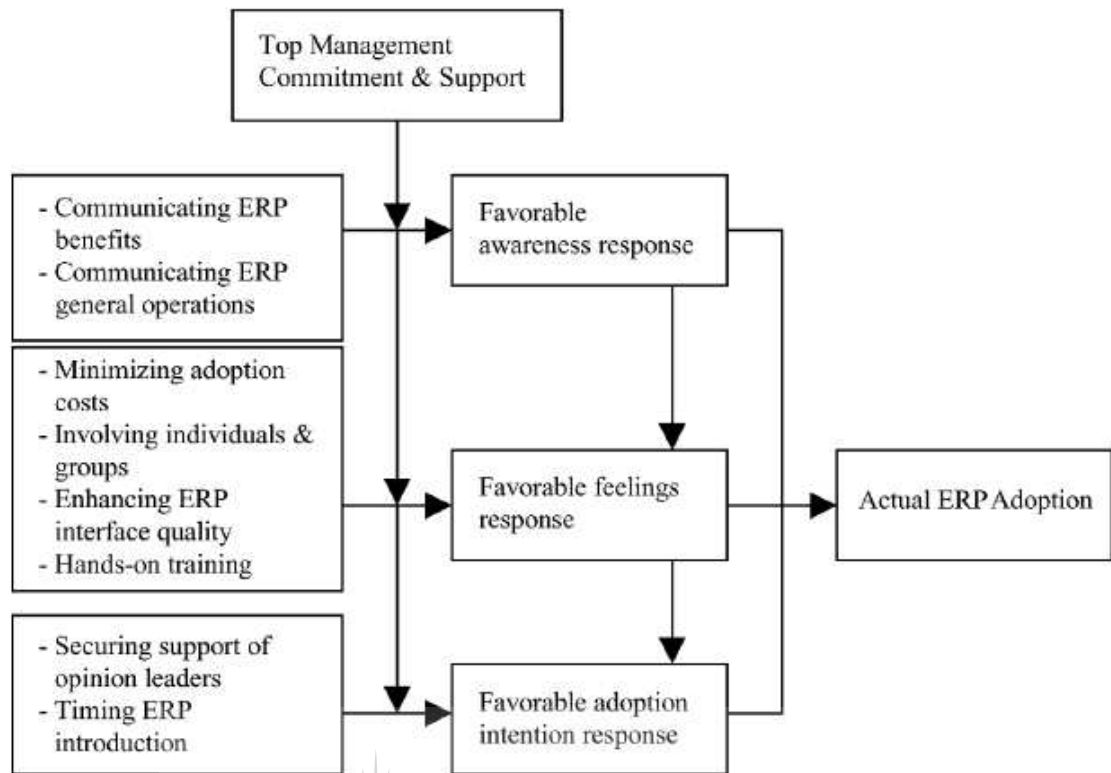 Top Management
Commitment & Support
- Communicating ERP
benefits
- Communicating ERP
general operations
Favorable
awareness response
- Minimizing adoption
costs
- Involving individuals &
groups
- Enhancing ERP
interface quality
- Hands-on training
Favorable feelings
response
Actual ERP Adoption
- Securing support of
opinion leaders
- Timing ERP
introduction
Favorable adoption
intention response